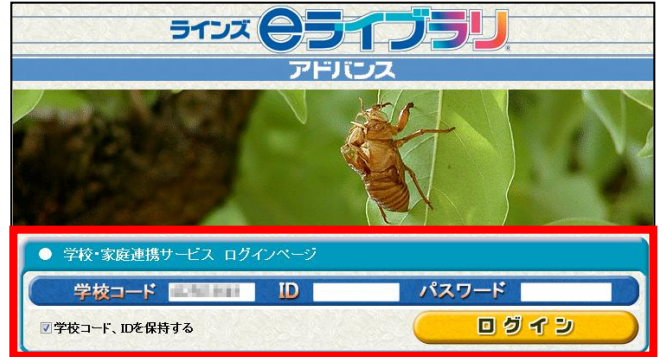 ラインズeライブラリ®
アドバンス
● 学校・家庭連携サービス ログインページ
学校コード ID パスワード
学校コード、IDを保持する
ログイン